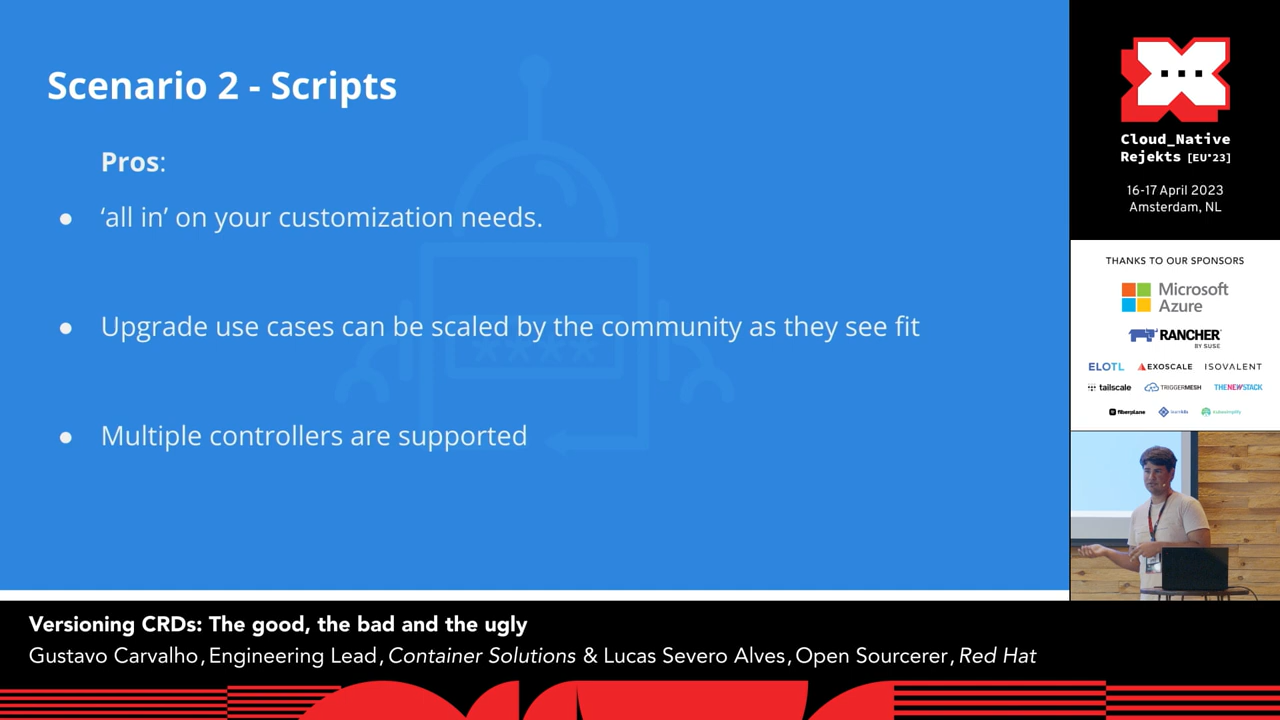 Scenario 2 - Scripts
Pros:
● ‘all in’ on your customization needs.
● Upgrade use cases can be scaled by the community as they see fit
● Multiple controllers are supported
****
Cloud_Native
Rejekts [EU*23]
16-17 April 2023
Amsterdam, NL
THANKS TO OUR SPONSORS
Microsoft
Azure
RANCHER
BY SUSE
ELOTL EXOSCALE ISOVALENT
tailscale TRIGGERMESH THENEWSTACK
fiberplane learnk8s kubesimplify
Versioning CRDs: The good, the bad and the ugly
Gustavo Carvalho, Engineering Lead, Container Solutions & Lucas Severo Alves, Open Sourcerer, Red Hat